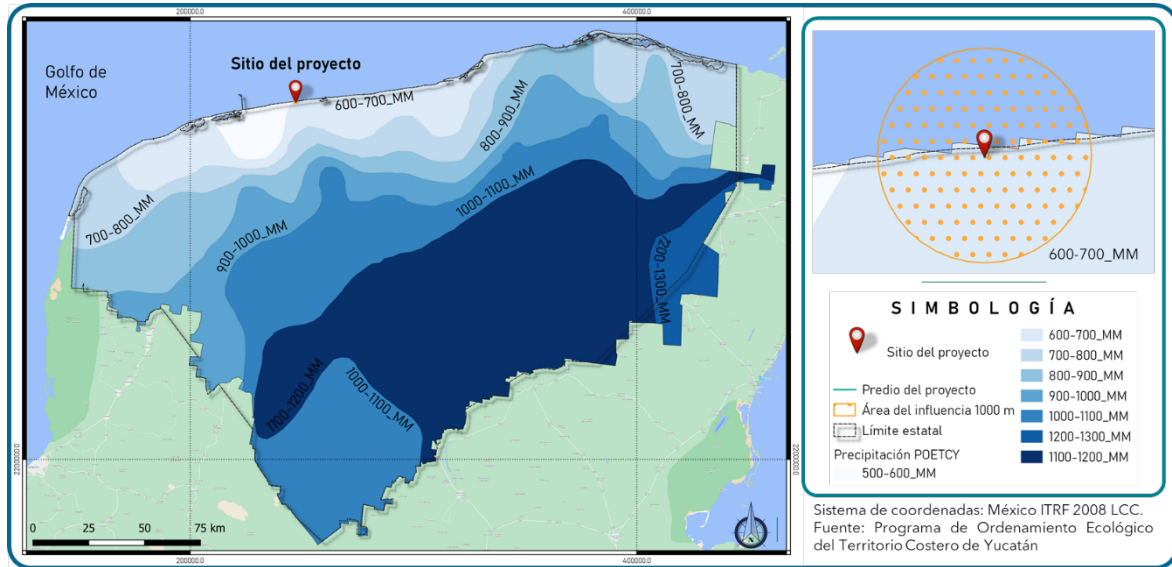 200000.0
400000.0
Golfo de
México
Sitio del proyecto
600-700_MM
700-800_MM
800-900_MM
700-800_MM
900-1000_MM
1000-1100_MM
1200-1300_MM
1100-1200_MM
1000-1100_MM
2200000.0
2200000.0
0 25 50 75 km
200000.0
400000.0
600-700_MM
SIMBOLOGÍA
Sitio del proyecto
Predio del proyecto
Área del influencia 1000 m
Límite estatal
Precipitación POETCY
500-600_MM
600-700_MM
700-800_MM
800-900_MM
900-1000_MM
1000-1100_MM
1200-1300_MM
1100-1200_MM
Sistema de coordenadas: México ITRF 2008 LCC.
Fuente: Programa de Ordenamiento Ecológico
del Territorio Costero de Yucatán